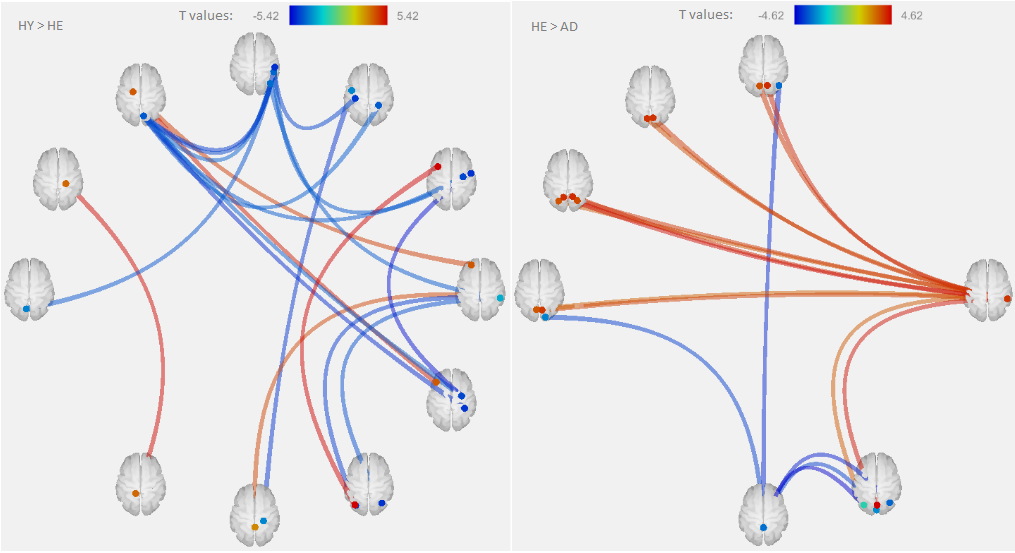 T values: -5.42 5.42
HY > HE
T values: -4.62 4.62
HE > AD